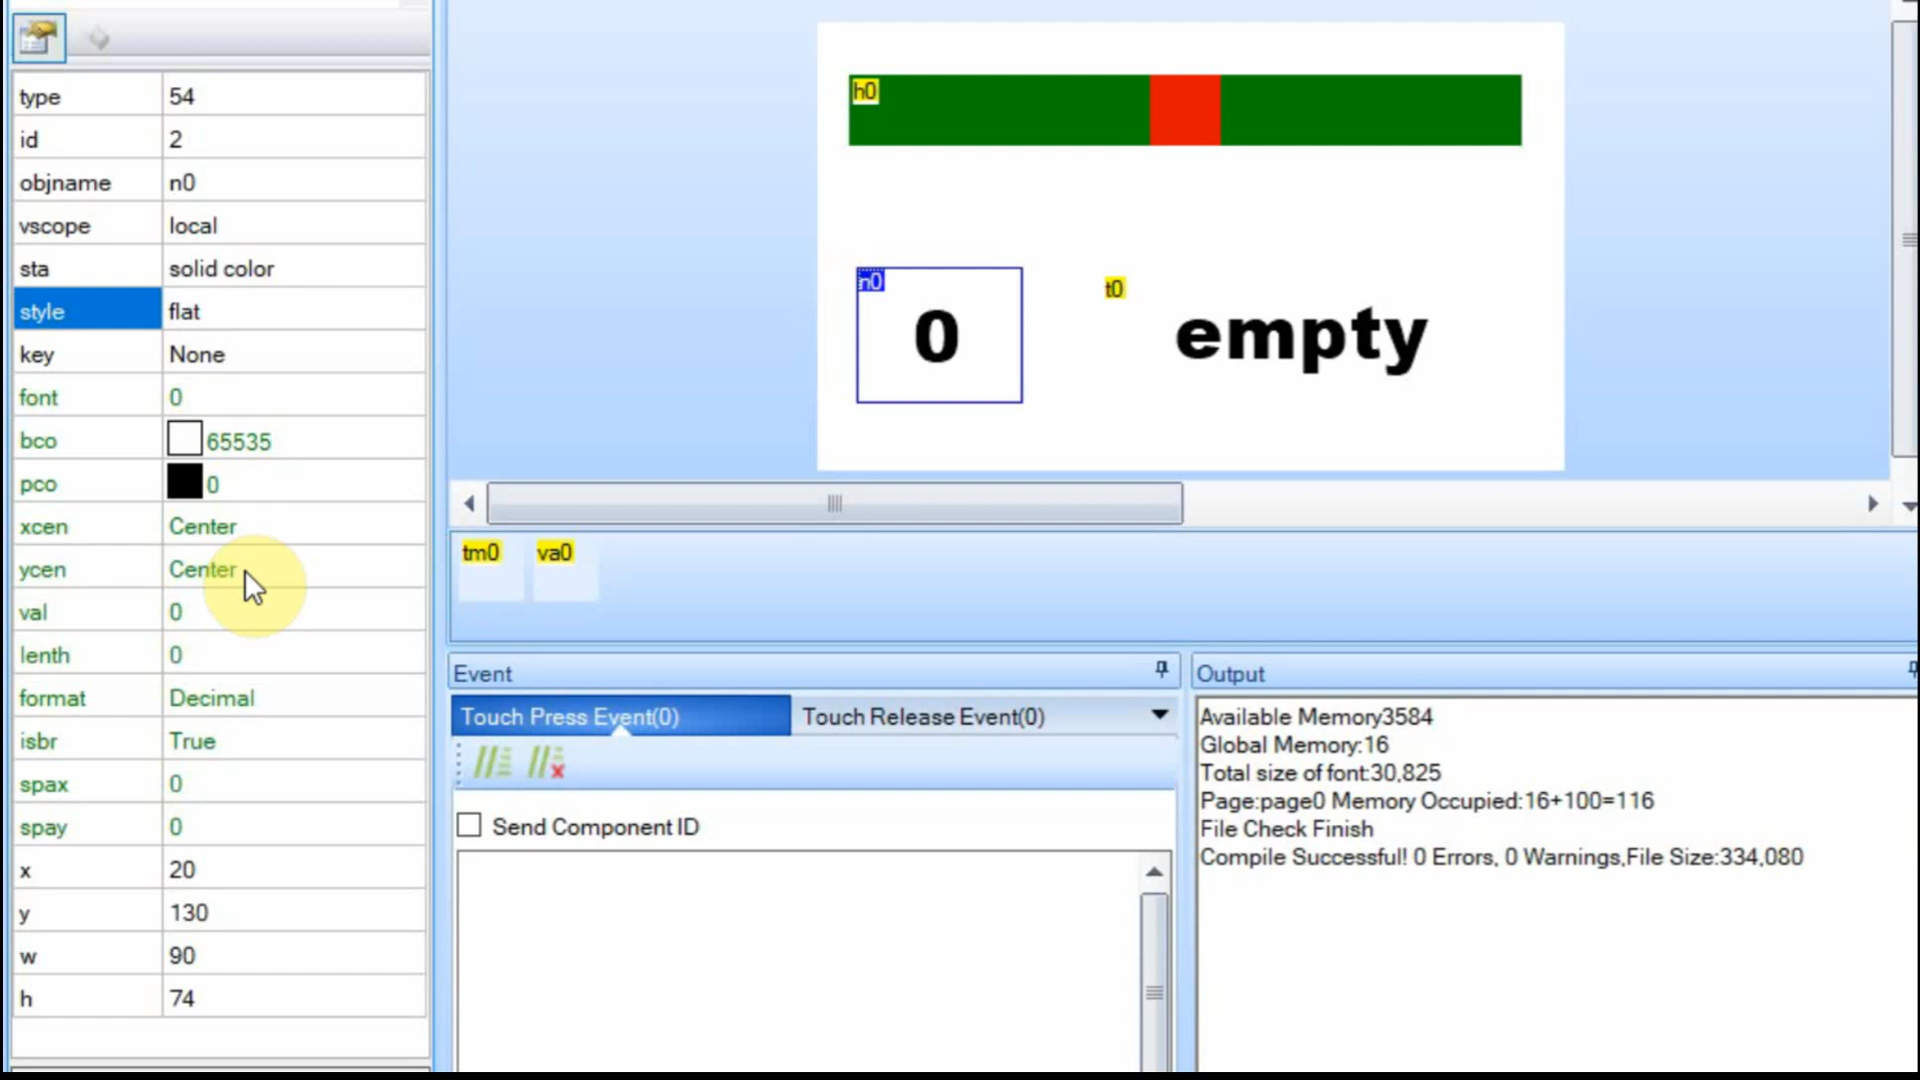 type 54
id 2
objname n0
vscope local
sta solid color
style flat
key None
font 0
bco 65535
pco 0
xcen Center
ycen Center
val 0
lenth 0
format Decimal
isbr True
spax 0
spay 0
x 20
y 130
w 90
h 74
h0
n0
0
t0
empty
tm0 va0
Event
Touch Press Event(0) Touch Release Event(0)
Send Component ID
Output
Available Memory3584
Global Memory:16
Total size of font:30,825
Page:page0 Memory Occupied:16+100=116
File Check Finish
Compile Successful! 0 Errors, 0 Warnings,File Size:334,080